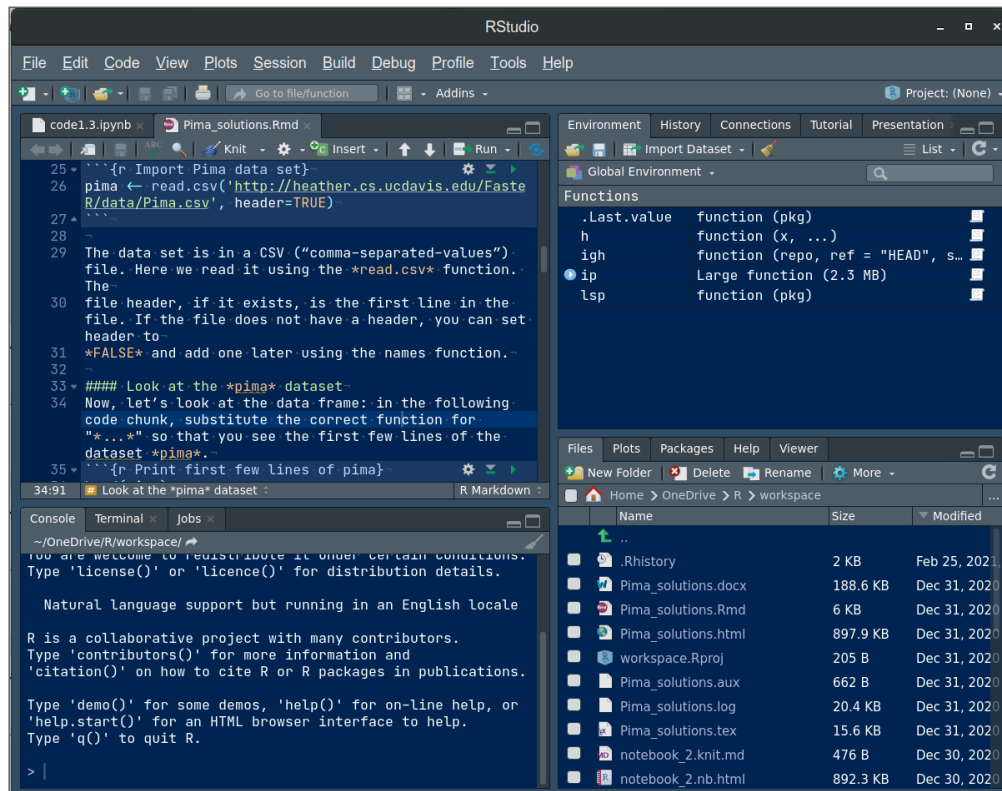 RStudio
File Edit Code View Plots Session Build Debug Profile Tools Help
Go to file/function Addins Project: (None)
code1.3.ipynb Pima_solutions.Rmd
ABC Knit Insert Run
25 ```{r Import Pima data set}
26 pima ← read.csv('http://heather.cs.ucdavis.edu/Faste
R/data/Pima.csv', header=TRUE)
27 ```
28
29 The data set is in a CSV (“comma-separated-values”)
file. Here we read it using the *read.csv* function.
The
30 file header, if it exists, is the first line in the
file. If the file does not have a header, you can set
header to
31 *FALSE* and add one later using the names function.
32
33 #### Look at the *pima* dataset
34 Now, let’s look at the data frame: in the following
code chunk, substitute the correct function for
"*...*" so that you see the first few lines of the
dataset *pima*.
35 ```{r Print first few lines of pima}
34:91 # Look at the *pima* dataset R Markdown
Console Terminal Jobs
~/OneDrive/R/workspace/
You are welcome to redistribute it under certain conditions.
Type 'license()' or 'licence()' for distribution details.
Natural language support but running in an English locale
R is a collaborative project with many contributors.
Type 'contributors()' for more information and
'citation()' on how to cite R or R packages in publications.
Type 'demo()' for some demos, 'help()' for on-line help, or
'help.start()' for an HTML browser interface to help.
Type 'q()' to quit R.
>
Environment History Connections Tutorial Presentation
Import Dataset List
Global Environment
Functions
.Last.value function (pkg)
h function (x, ...)
igh function (repo, ref = "HEAD", s…
ip Large function (2.3 MB)
lsp function (pkg)
Files Plots Packages Help Viewer
New Folder Delete Rename More
Home OneDrive R workspace ...
Name Size Modified
..
.Rhistory 2 KB Feb 25, 2021,
Pima_solutions.docx 188.6 KB Dec 31, 2020
Pima_solutions.Rmd 6 KB Dec 31, 2020
Pima_solutions.html 897.9 KB Dec 31, 2020
workspace.Rproj 205 B Dec 31, 2020
Pima_solutions.aux 662 B Dec 31, 2020
Pima_solutions.log 20.4 KB Dec 31, 2020
Pima_solutions.tex 15.6 KB Dec 31, 2020
notebook_2.knit.md 476 B Dec 30, 2020
notebook_2.nb.html 892.3 KB Dec 30, 2020